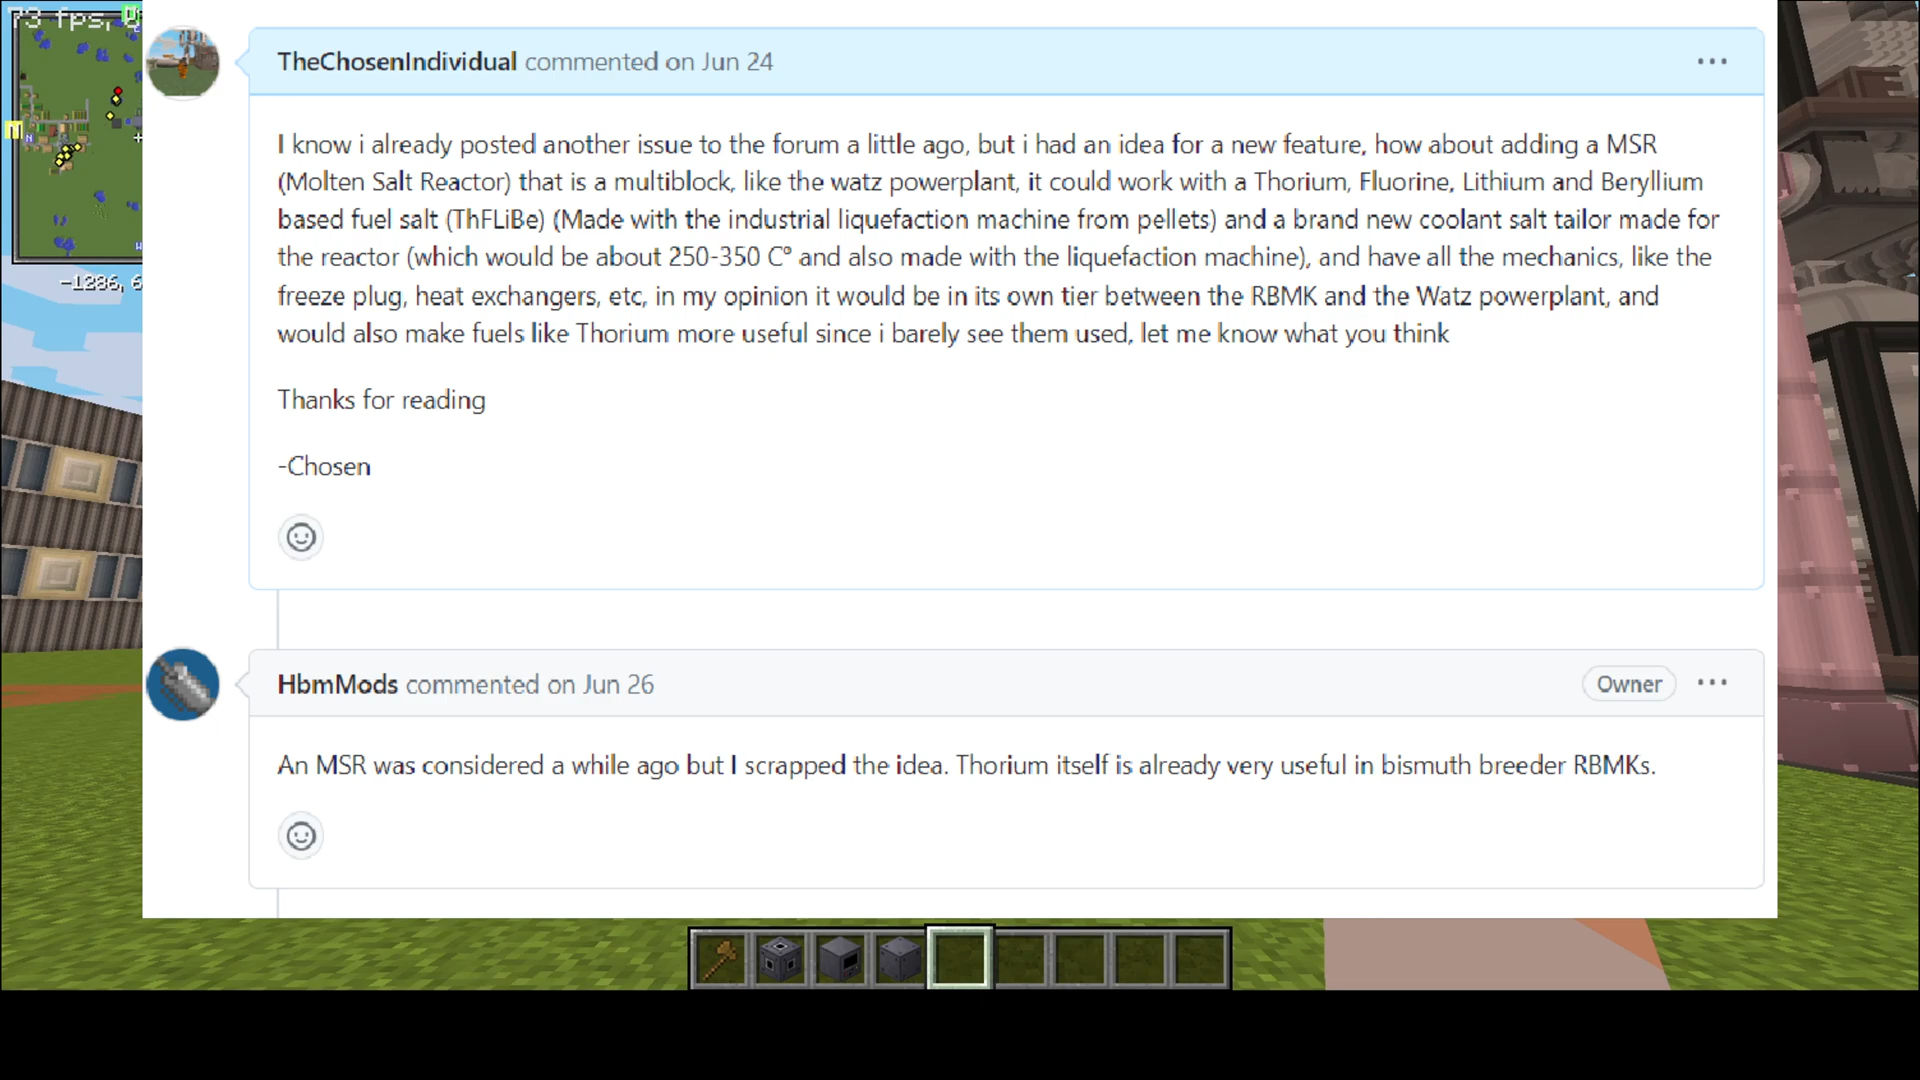 73 fps,
TheChosenIndividual commented on Jun 24
I know i already posted another issue to the forum a little ago, but i had an idea for a new feature, how about adding a MSR
(Molten Salt Reactor) that is a multiblock, like the watz powerplant, it could work with a Thorium, Fluorine, Lithium and Beryllium
based fuel salt (ThFLiBe) (Made with the industrial liquefaction machine from pellets) and a brand new coolant salt tailor made for
the reactor (which would be about 250-350 C° and also made with the liquefaction machine), and have all the mechanics, like the
freeze plug, heat exchangers, etc, in my opinion it would be in its own tier between the RBMK and the Watz powerplant, and
would also make fuels like Thorium more useful since i barely see them used, let me know what you think
-1286, 6
Thanks for reading
-Chosen
HbmMods commented on Jun 26
Owner
An MSR was considered a while ago but I scrapped the idea. Thorium itself is already very useful in bismuth breeder RBMKs.